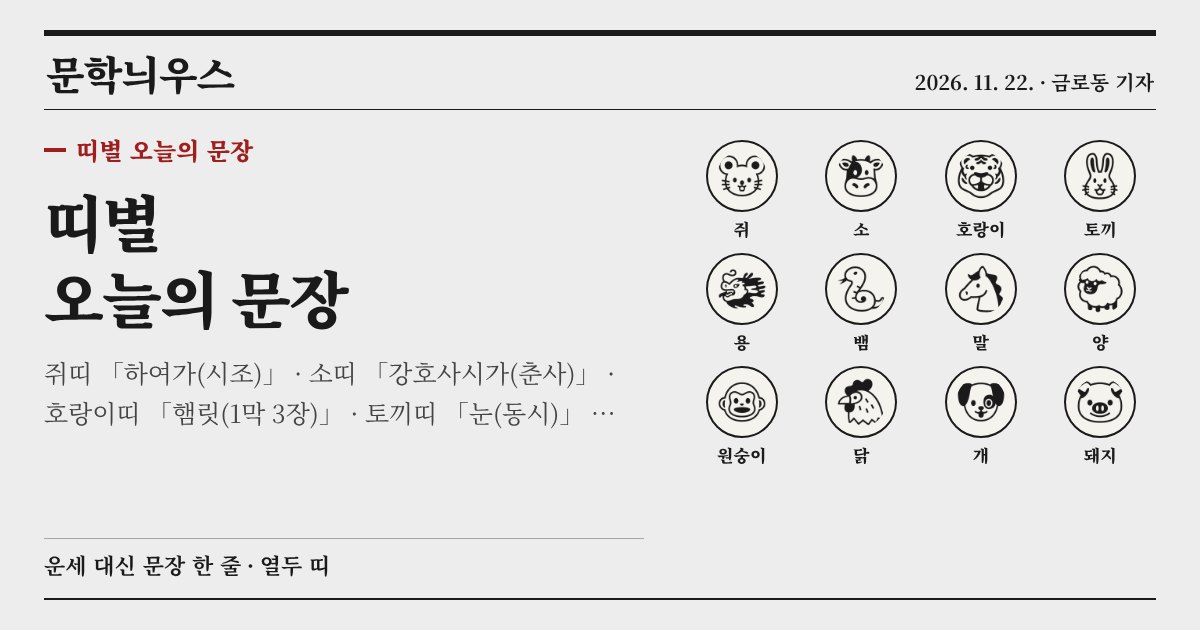 문학늬우스
2026. 11. 22. · 금로동 기자
띠별 오늘의 문장
띠별
오늘의 문장
쥐띠 「하여가(시조)」 · 소띠 「강호사시가(춘사)」 ·
호랑이띠 「햄릿(1막 3장)」 · 토끼띠 「눈(동시)」 …
쥐 소 호랑이 토끼
용 뱀 말 양
원숭이 닭 개 돼지
운세 대신 문장 한 줄 · 열두 띠